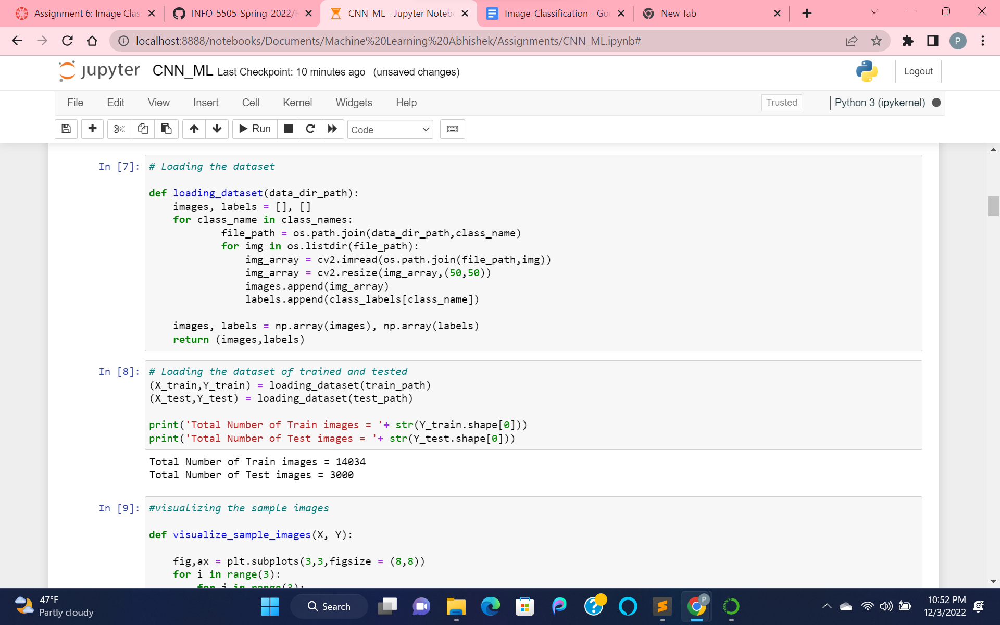 Assignment 6: Image Clas
INFO-5505-Spring-2022/F
CNN_ML - Jupyter Noteb
Image_Classification - Go
New Tab
localhost:8888/notebooks/Documents/Machine%20Learning%20Abhishek/Assignments/CNN_ML.ipynb#
P
jupyter CNN_ML Last Checkpoint: 10 minutes ago (unsaved changes)
Logout
File Edit View Insert Cell Kernel Widgets Help
Trusted
Python 3 (ipykernel)
Run
Code
In [7]: # Loading the dataset
def loading_dataset(data_dir_path):
images, labels = [], []
for class_name in class_names:
file_path = os.path.join(data_dir_path,class_name)
for img in os.listdir(file_path):
img_array = cv2.imread(os.path.join(file_path,img))
img_array = cv2.resize(img_array,(50,50))
images.append(img_array)
labels.append(class_labels[class_name])
images, labels = np.array(images), np.array(labels)
return (images,labels)
In [8]: # Loading the dataset of trained and tested
(X_train,Y_train) = loading_dataset(train_path)
(X_test,Y_test) = loading_dataset(test_path)
print('Total Number of Train images = '+ str(Y_train.shape[0]))
print('Total Number of Test images = '+ str(Y_test.shape[0]))
Total Number of Train images = 14034
Total Number of Test images = 3000
In [9]: #visualizing the sample images
def visualize_sample_images(X, Y):
fig,ax = plt.subplots(3,3,figsize = (8,8))
for i in range(3):
for j in range(3):
47°F
Partly cloudy
Search
P
10:52 PM
12/3/2022